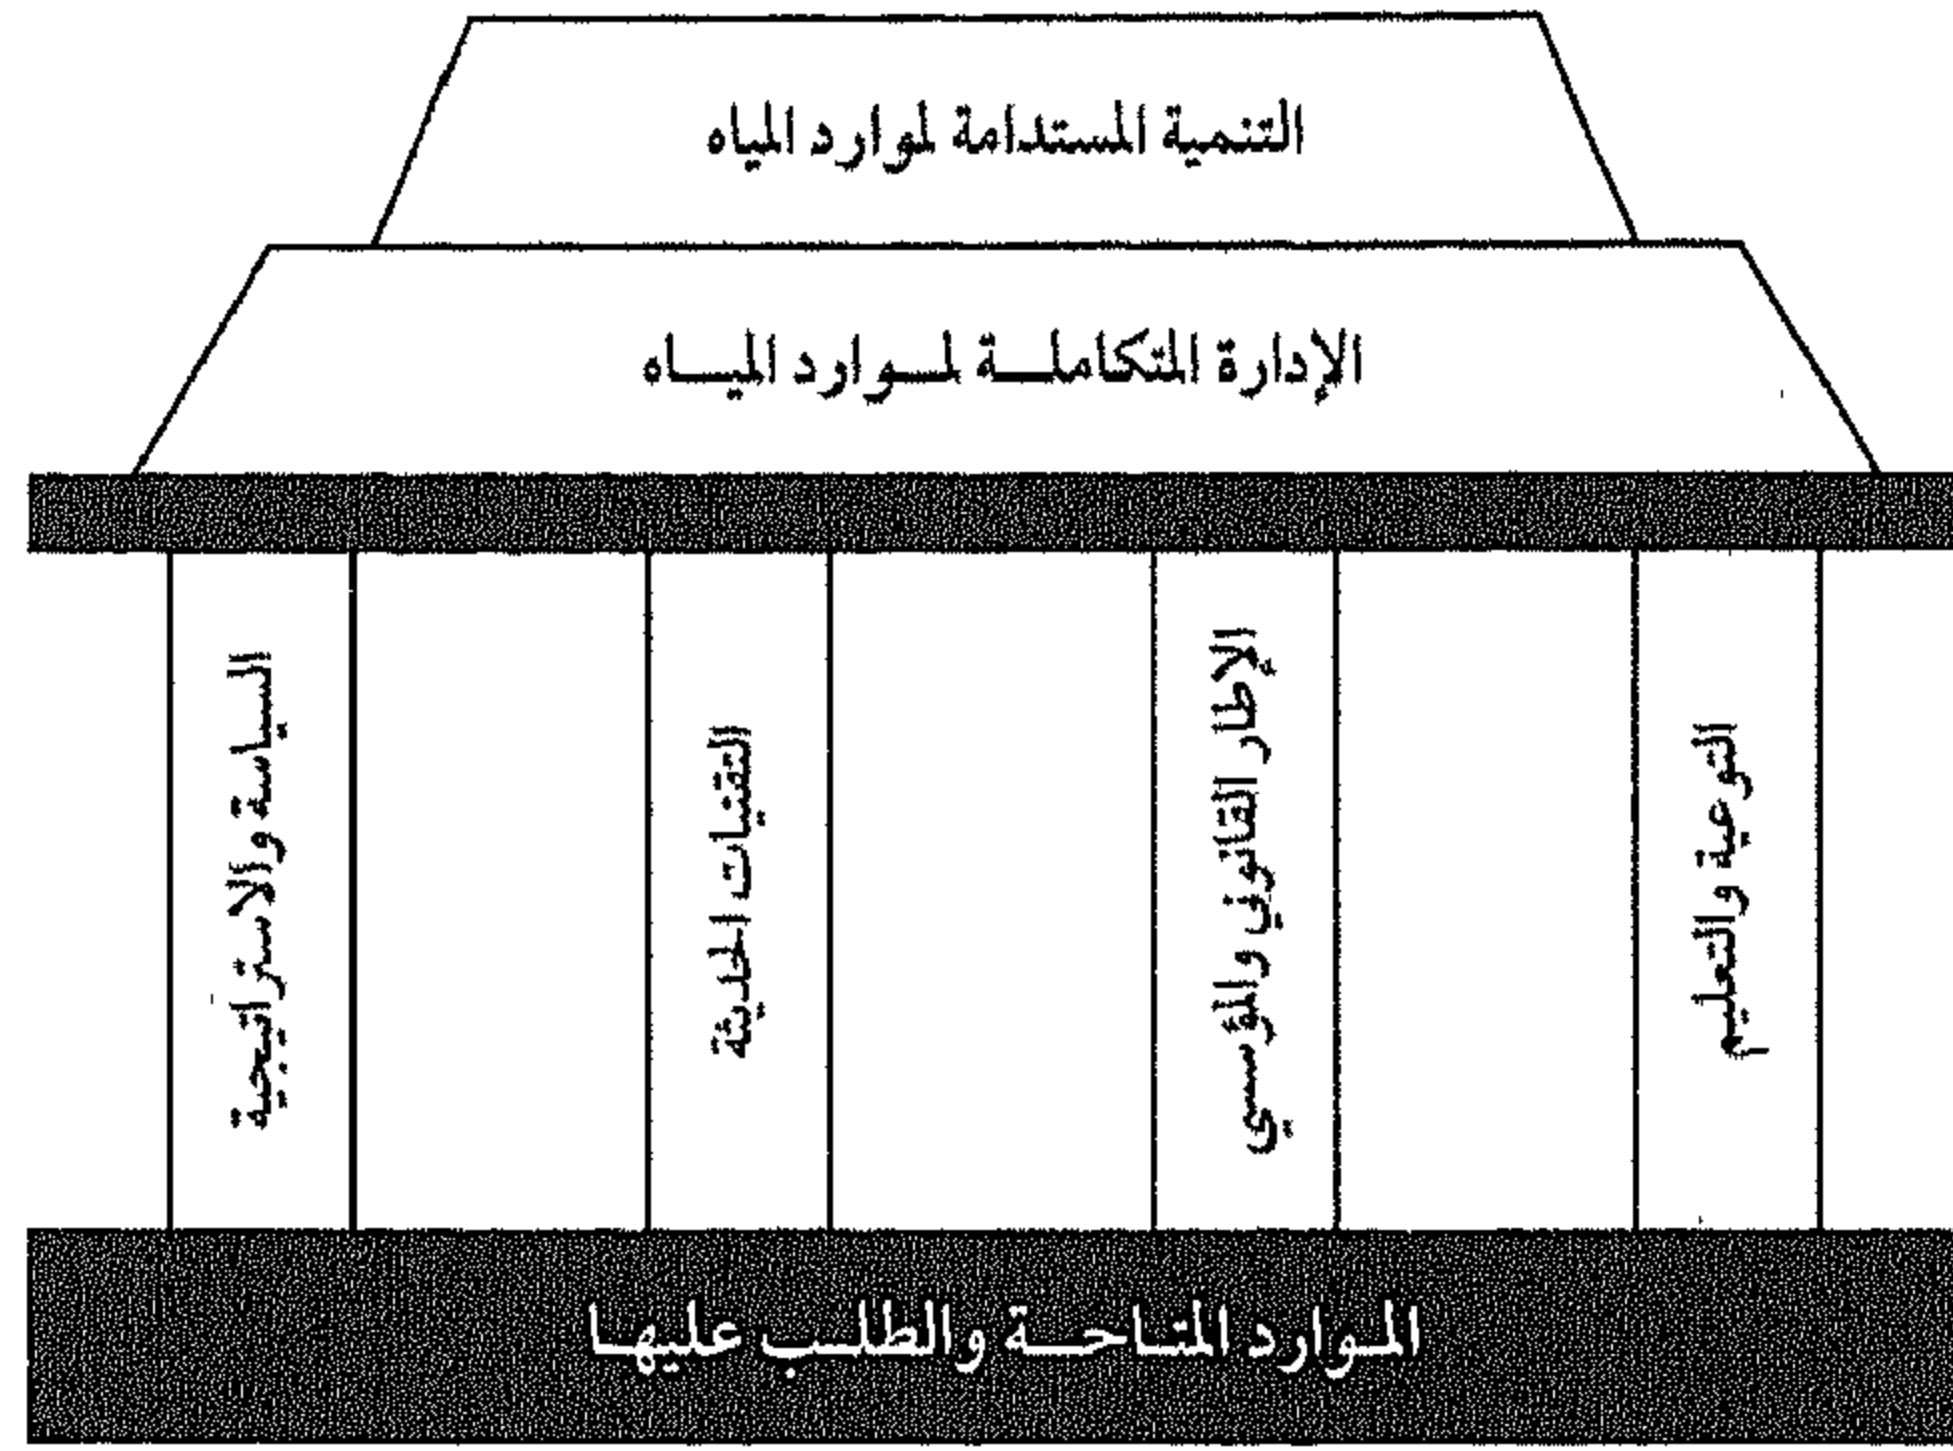 التنمية المستدامة لموارد المياه
الإدارة المتكاملة لموارد المياه
التوعية والتعليم
الإطار القانوني والمؤسسي
التقنيات الحديثة
السياسة والاستراتيجية
الموارد المتاحة والطلب عليها